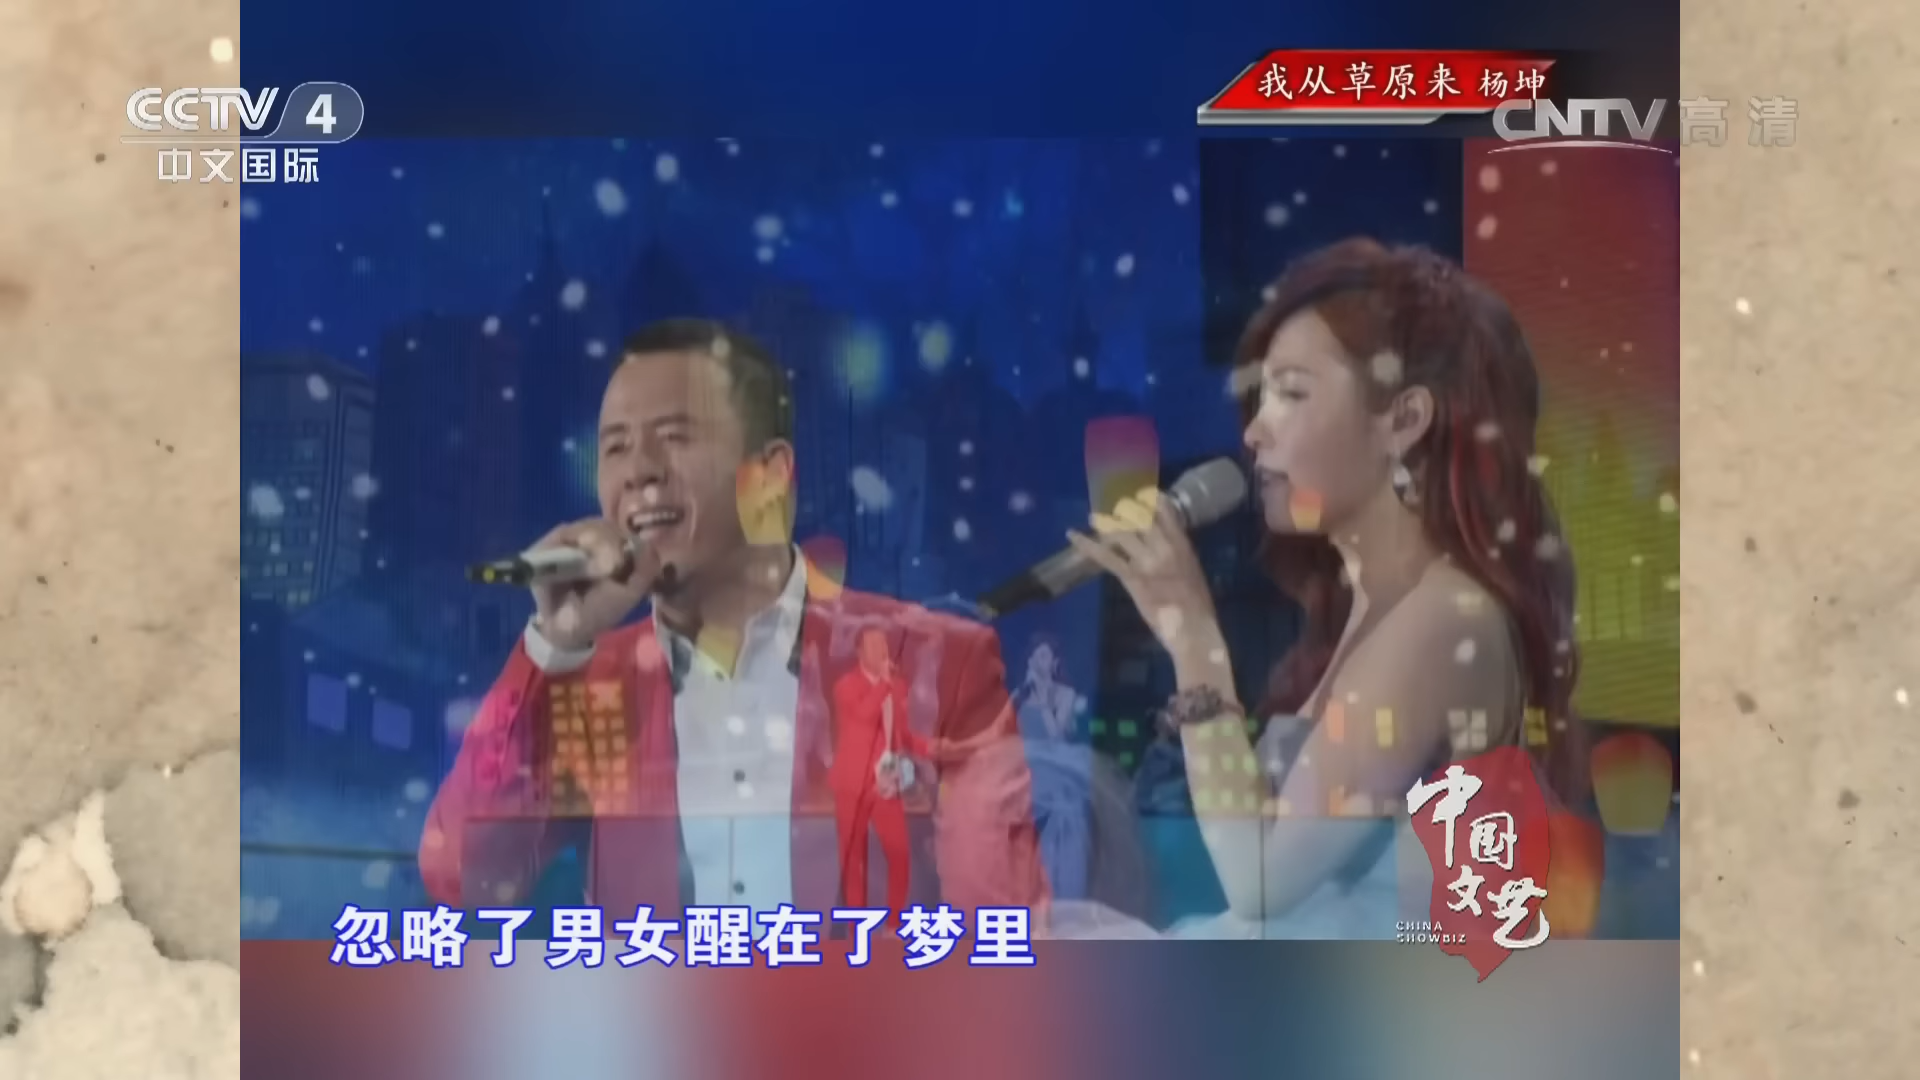 CCTV 4
中文国际
我从草原来 杨坤
CNTV 高清
中国文艺
CHINA
SHOWBIZ
忽略了男女醒在了梦里